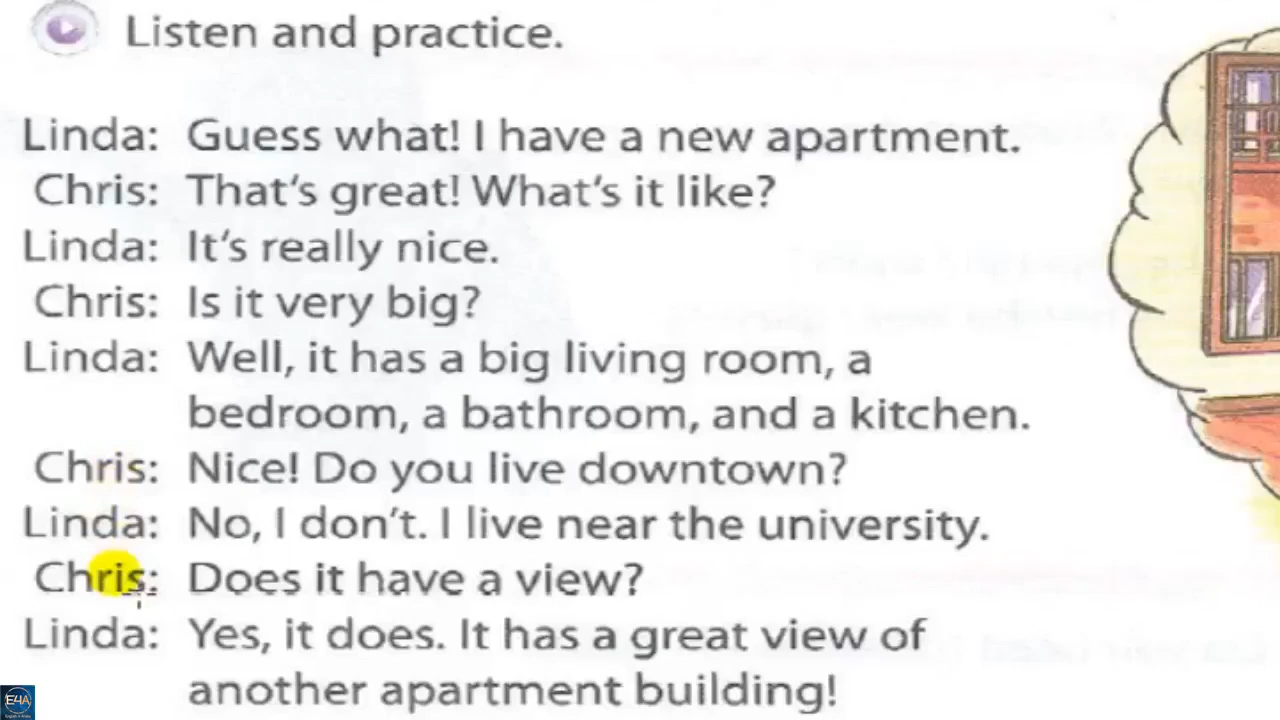 Listen and practice.
Linda: Guess what! I have a new apartment.
Chris: That's great! What's it like?
Linda: It's really nice.
Chris: Is it very big?
Linda: Well, it has a big living room, a
bedroom, a bathroom, and a kitchen.
Chris: Nice! Do you live downtown?
Linda: No, I don't. I live near the university.
Chris: Does it have a view?
Linda: Yes, it does. It has a great view of
another apartment building!
E4A